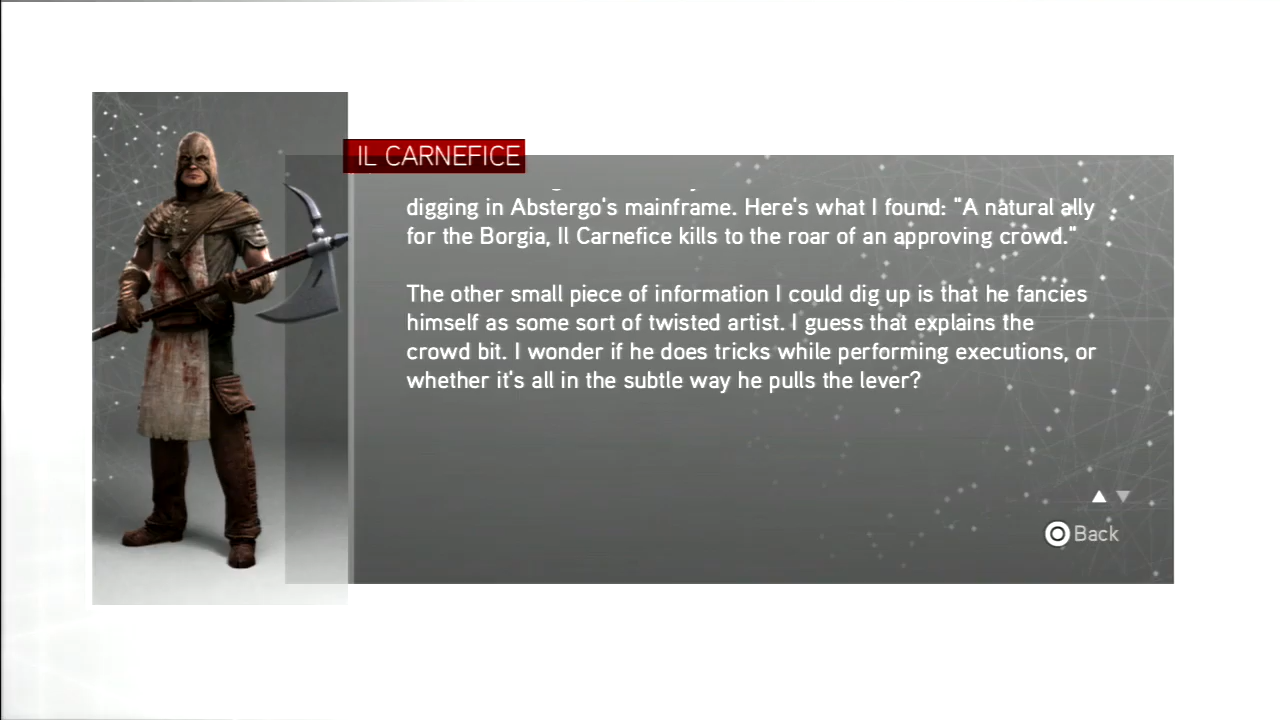 IL CARNEFICE
digging in Abstergo's mainframe. Here's what I found: "A natural ally
for the Borgia, Il Carnefice kills to the roar of an approving crowd."
The other small piece of information I could dig up is that he fancies
himself as some sort of twisted artist. I guess that explains the
crowd bit. I wonder if he does tricks while performing executions, or
whether it's all in the subtle way he pulls the lever?
Back